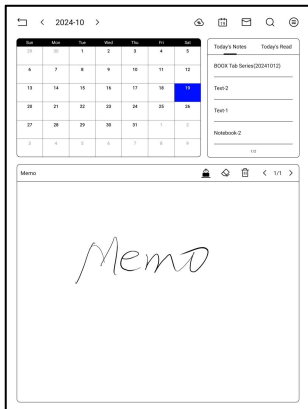 2024-10
Sun Mon Tue Wed Thu Fri Sat
29 30 1 2 3 4 5
6 7 8 9 10 11 12
13 14 15 16 17 18 19
20 21 22 23 24 25 26
27 28 29 30 31 1 2
3 4 5 6 7 8 9
Today's Notes Today's Read
BOOX Tab Series(20241012)
Text-2
Text-1
Notebook-2
Memo 1/1
Memo